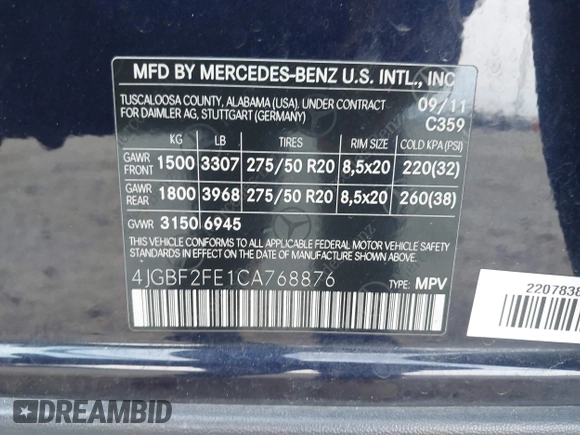 MFD BY MERCEDES-BENZ U.S. INTL., INC
TUSCALOOSA COUNTY, ALABAMA (USA). UNDER CONTRACT
FOR DAIMLER AG, STUTTGART (GERMANY)
09/11
C359
KG LB TIRES RIM SIZE COLD KPA (PSI)
GAWR FRONT 1500 3307 275/50 R20 8,5x20 220(32)
GAWR REAR 1800 3968 275/50 R20 8,5x20 260(38)
GVWR 3150 6945
THIS VEHICLE CONFORMS TO ALL APPLICABLE FEDERAL MOTOR VEHICLE SAFETY
STANDARDS IN EFFECT ON THE DATE OF MANUFACTURE SHOWN ABOVE.
4JGBF2FE1CA768876 TYPE: MPV
2207838
DREAMBID